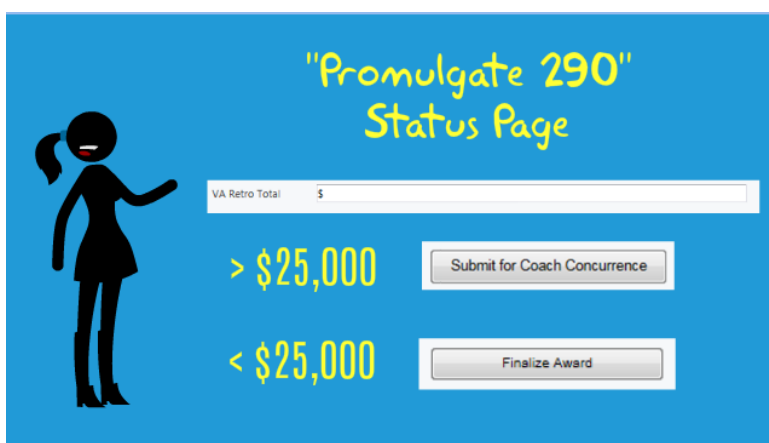 "Promulgate 290"
Status Page
VA Retro Total $
> $25,000 Submit for Coach Concurrence
< $25,000 Finalize Award